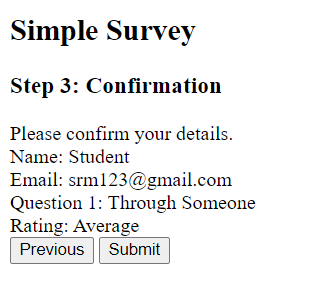 Simple Survey
Step 3: Confirmation
Please confirm your details.
Name: Student
Email: srm123@gmail.com
Question 1: Through Someone
Rating: Average
Previous Submit